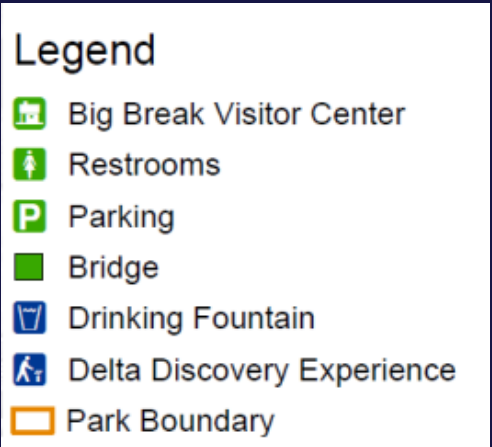 Legend
Big Break Visitor Center
Restrooms
P Parking
Bridge
Drinking Fountain
Delta Discovery Experience
Park Boundary